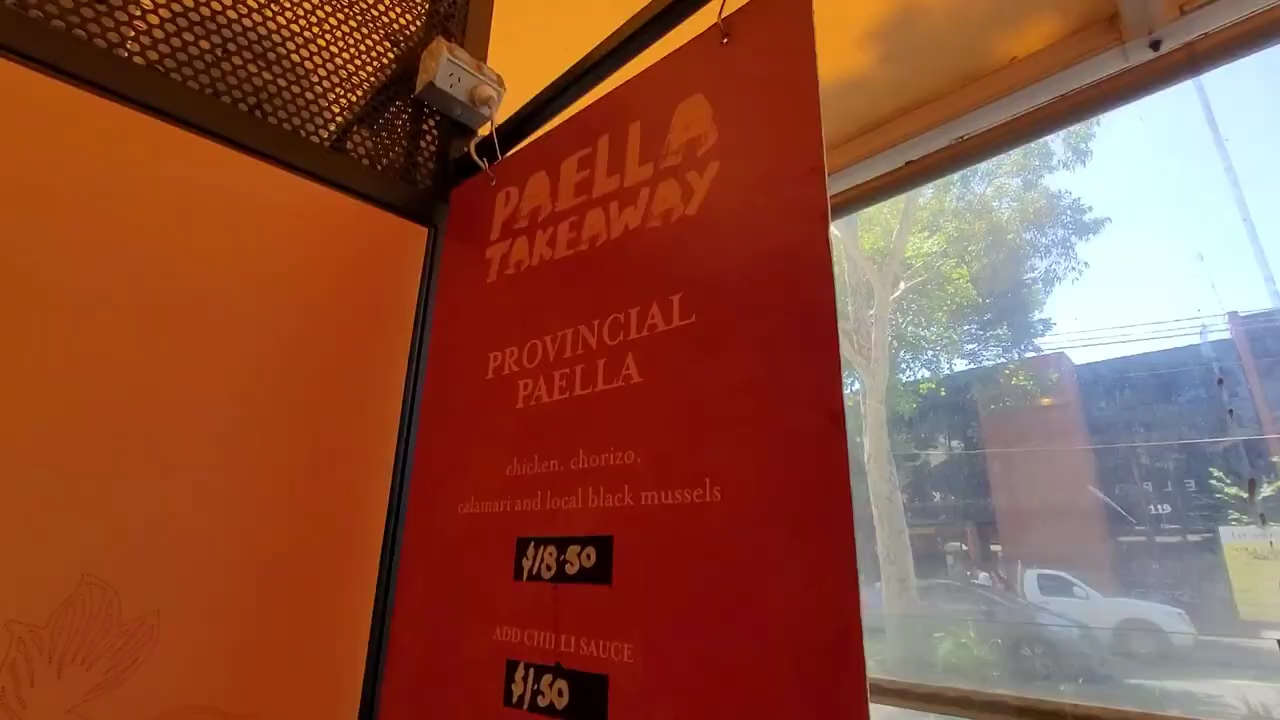 PAELLA
TAKEAWAY
PROVINCIAL
PAELLA
chicken, chorizo,
calamari and local black mussels
$18.50
ADD CHILLI SAUCE
$1.50
119